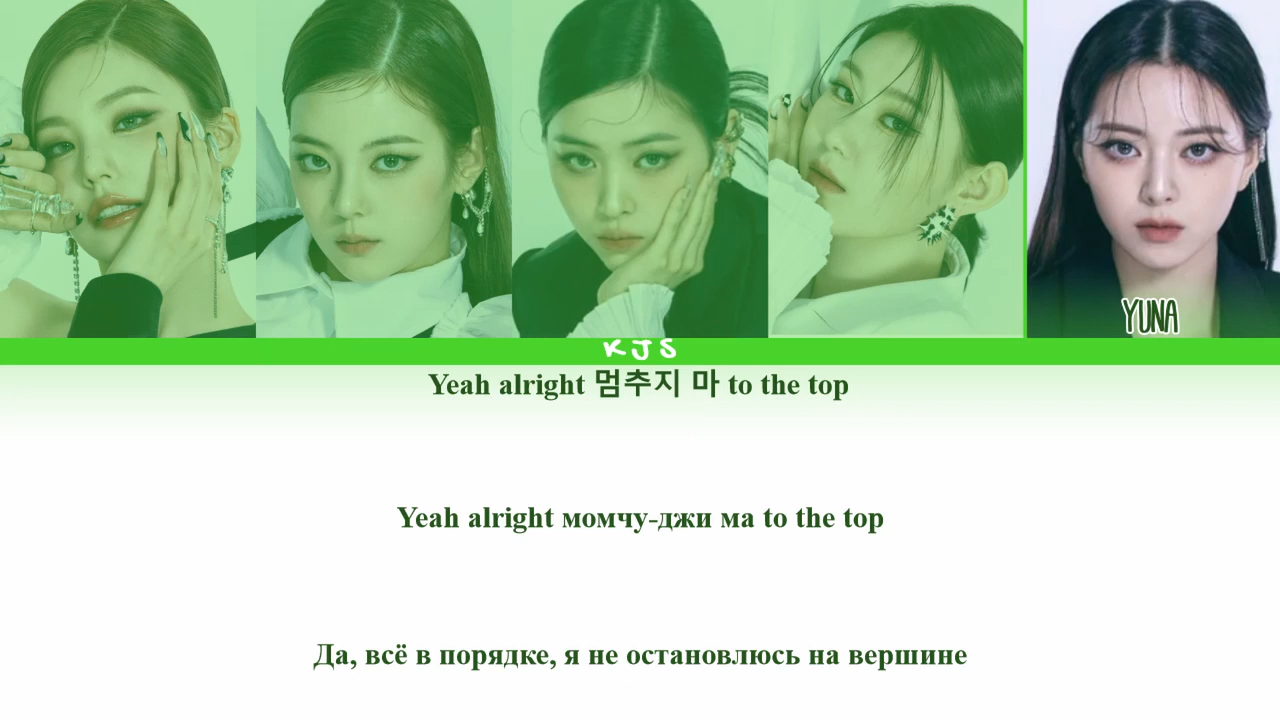 YUNA
KJS
Yeah alright 멈추지 마 to the top
Yeah alright момчу-джи ма to the top
Да, всё в порядке, я не остановлюсь на вершине